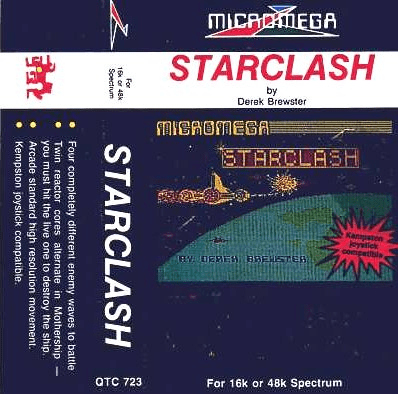 MICROMEGA
STARCLASH
by
Derek Brewster
MICROMEGA
STARCLASH
BY DEREK BREWSTER
Kempston
joystick
compatible
For 16k or 48k Spectrum
For
16k or 48k
Spectrum
STARCLASH
Four completely different enemy waves to battle
Twin reactor cores alternate in Mothership —
you must hit the live one to destroy the ship.
Arcade standard high resolution movement.
Kempston joystick compatible.
QTC 723